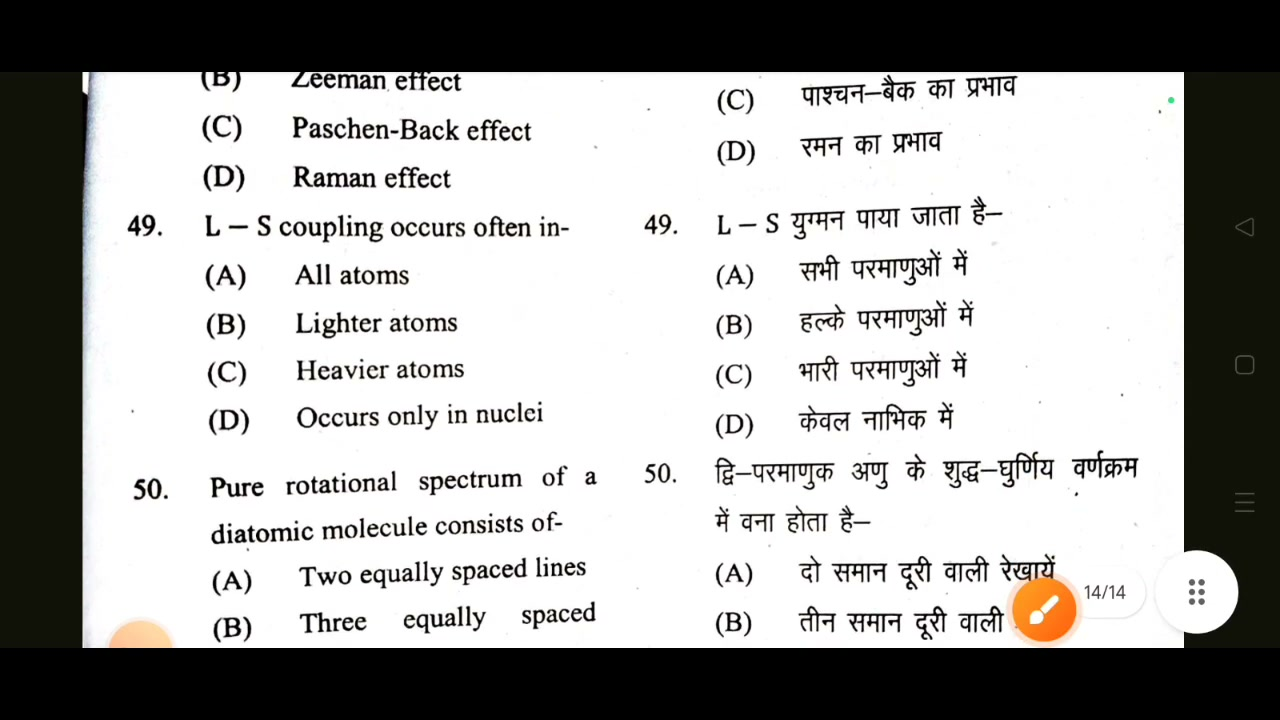 (B) Zeeman effect
(C) Paschen-Back effect
(D) Raman effect
49. L – S coupling occurs often in-
(A) All atoms
(B) Lighter atoms
(C) Heavier atoms
(D) Occurs only in nuclei
50. Pure rotational spectrum of a
diatomic molecule consists of-
(A) Two equally spaced lines
(B) Three equally spaced
(C) पाश्चन–बैक का प्रभाव
(D) रमन का प्रभाव
49. L – S युग्मन पाया जाता है–
(A) सभी परमाणुओं में
(B) हल्के परमाणुओं में
(C) भारी परमाणुओं में
(D) केवल नाभिक में
50. द्वि–परमाणुक अणु के शुद्ध–घुर्णिय वर्णक्रम
में वना होता है–
(A) दो समान दूरी वाली रेखायें
(B) तीन समान दूरी वाली
14/14